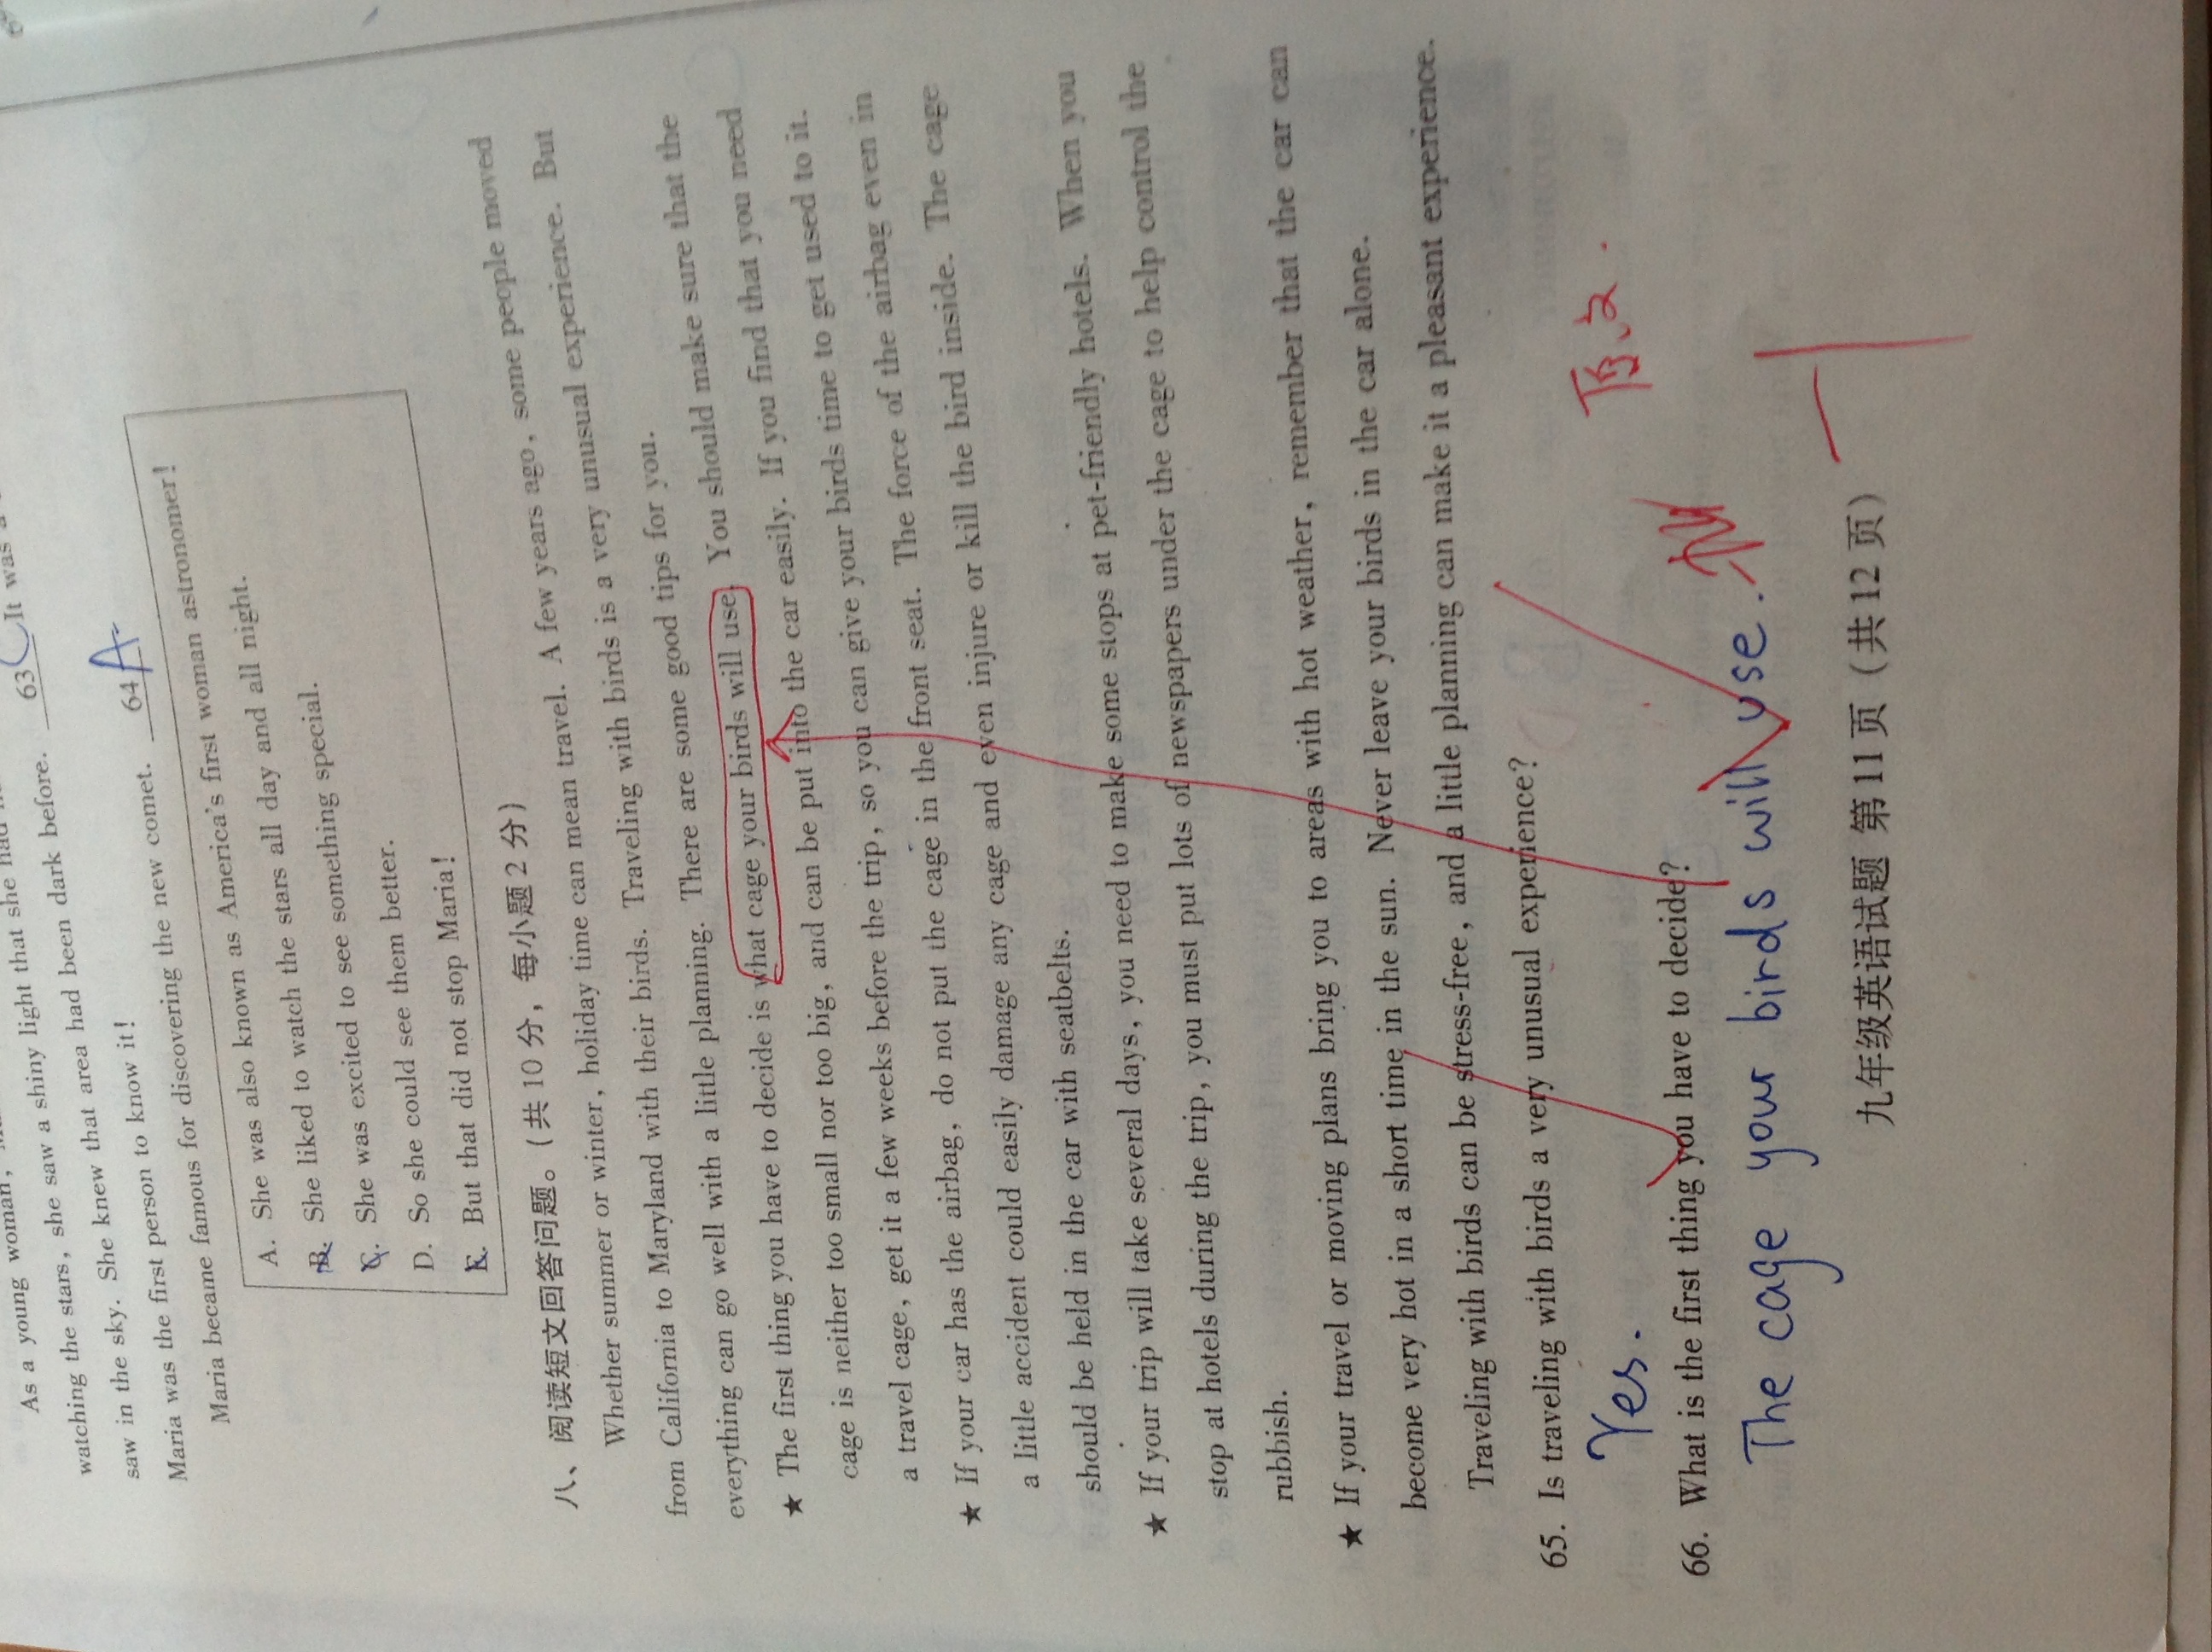 As a young woman,
watching the stars, she saw a shiny light that she had
saw in the sky. She knew that area had been dark before. 63 C It was a
Maria was the first person to know it!
Maria became famous for discovering the new comet. 64 A
A. She was also known as America's first woman astronomer!
B. She liked to watch the stars all day and all night.
C. She was excited to see something special.
D. So she could see them better.
E. But that did not stop Maria!
八、阅读短文回答问题。(共 10 分，每小题 2 分)
Whether summer or winter, holiday time can mean travel. A few years ago, some people moved
from California to Maryland with their birds. Traveling with birds is a very unusual experience. But
everything can go well with a little planning. There are some good tips for you.
★ The first thing you have to decide is what cage your birds will use. You should make sure that the
cage is neither too small nor too big, and can be put into the car easily. If you find that you need
a travel cage, get it a few weeks before the trip, so you can give your birds time to get used to it.
★ If your car has the airbag, do not put the cage in the front seat. The force of the airbag even in
a little accident could easily damage any cage and even injure or kill the bird inside. The cage
should be held in the car with seatbelts.
★ If your trip will take several days, you need to make some stops at pet-friendly hotels. When you
stop at hotels during the trip, you must put lots of newspapers under the cage to help control the
rubbish.
★ If your travel or moving plans bring you to areas with hot weather, remember that the car can
become very hot in a short time in the sun. Never leave your birds in the car alone.
Traveling with birds can be stress-free, and a little planning can make it a pleasant experience.
65. Is traveling with birds a very unusual experience?
Yes.
原文.
66. What is the first thing you have to decide?
The cage your birds will use.
-1
九年级英语试题 第 11 页 (共 12 页)